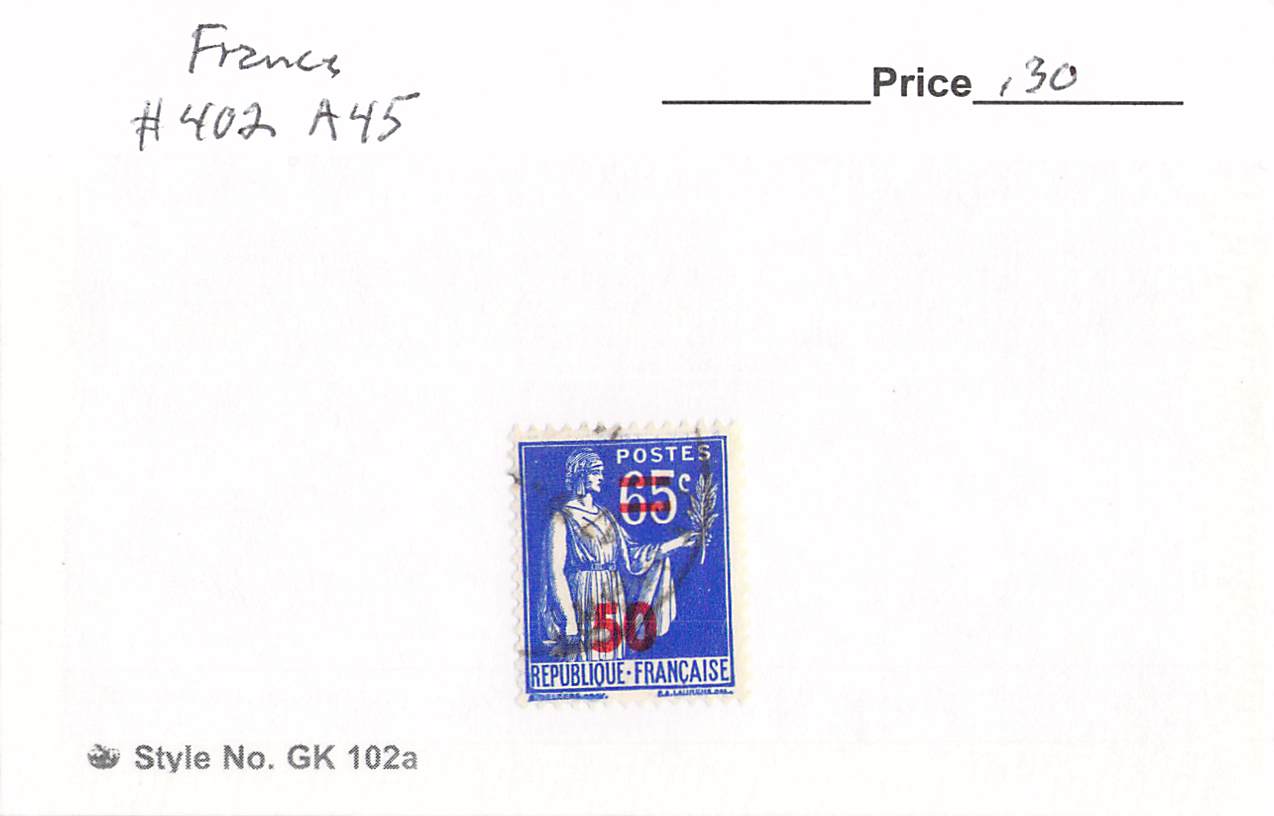 France
#402 A45
Price .30
POSTES
65c
50
REPUBLIQUE·FRANÇAISE
Style No. GK 102a